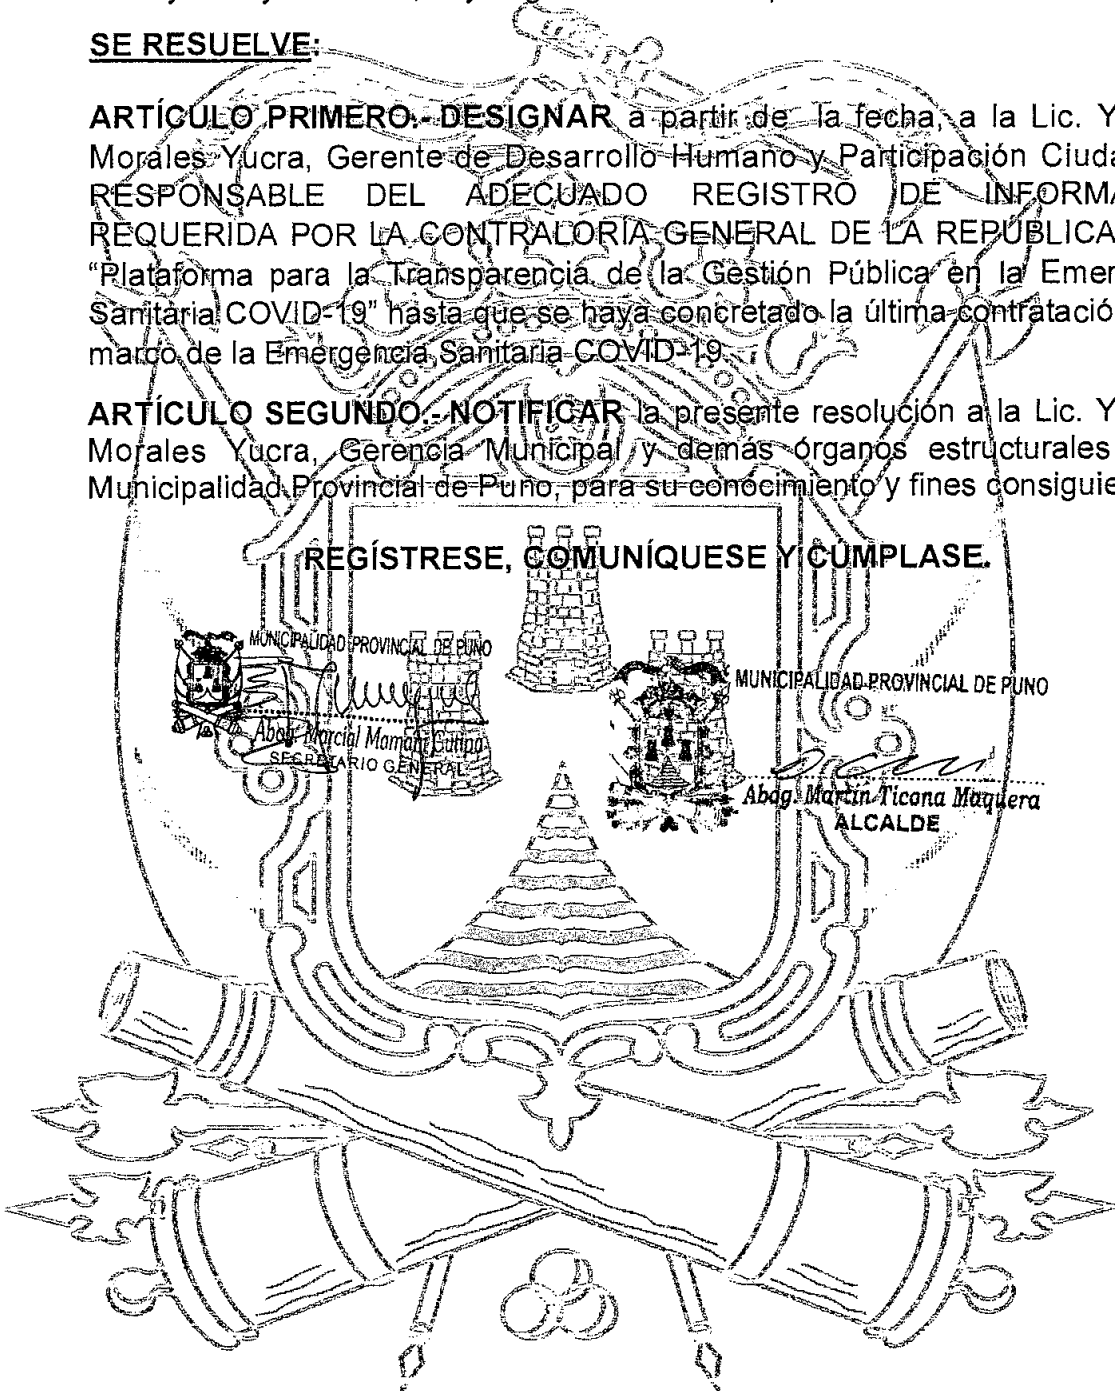 SE RESUELVE:
ARTÍCULO PRIMERO.- DESIGNAR a partir de la fecha, a la Lic. Y
Morales Yucra, Gerente de Desarrollo Humano y Participación Ciuda
RESPONSABLE DEL ADECUADO REGISTRO DE INFORMA
REQUERIDA POR LA CONTRALORIA GENERAL DE LA REPÚBLICA
“Plataforma para la Transparencia de la Gestión Pública en la Emer
Sanitaria COVID-19” hasta que se haya concretado la última contratació
marco de la Emergencia Sanitaria COVID-19.
ARTÍCULO SEGUNDO.- NOTIFICAR la presente resolución a la Lic. Y
Morales Yucra, Gerencia Municipal y demás órganos estructurales
Municipalidad Provincial de Puno, para su conocimiento y fines consiguie
REGÍSTRESE, COMUNÍQUESE Y CÚMPLASE.
MUNICIPALIDAD PROVINCIAL DE PUNO
Abog. Marcial Mamani Cutipa
SECRETARIO GENERAL
MUNICIPALIDAD PROVINCIAL DE PUNO
Abog. Martín Ticona Maquera
ALCALDE